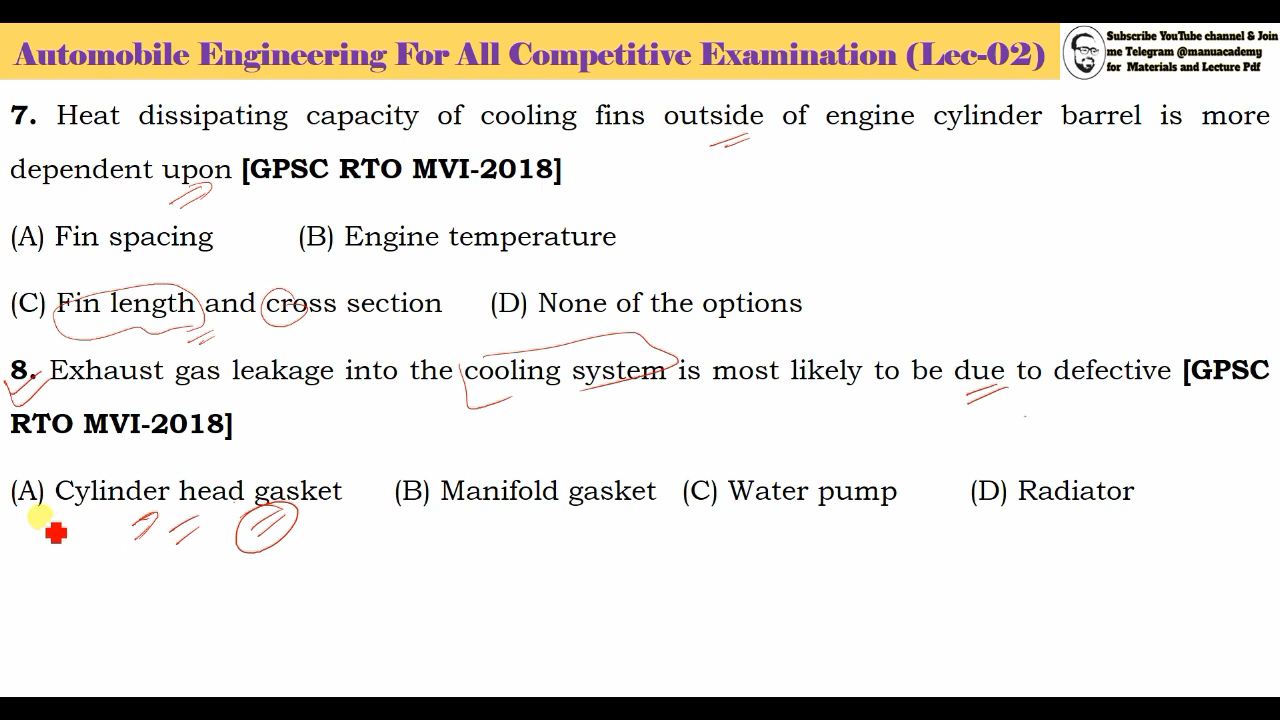 Automobile Engineering For All Competitive Examination (Lec-02)
Subscribe YouTube channel & Join
me Telegram @manuacademy
for Materials and Lecture Pdf
7. Heat dissipating capacity of cooling fins outside of engine cylinder barrel is more
dependent upon [GPSC RTO MVI-2018]
(A) Fin spacing (B) Engine temperature
(C) Fin length and cross section (D) None of the options
8. Exhaust gas leakage into the cooling system is most likely to be due to defective [GPSC
RTO MVI-2018]
(A) Cylinder head gasket (B) Manifold gasket (C) Water pump (D) Radiator